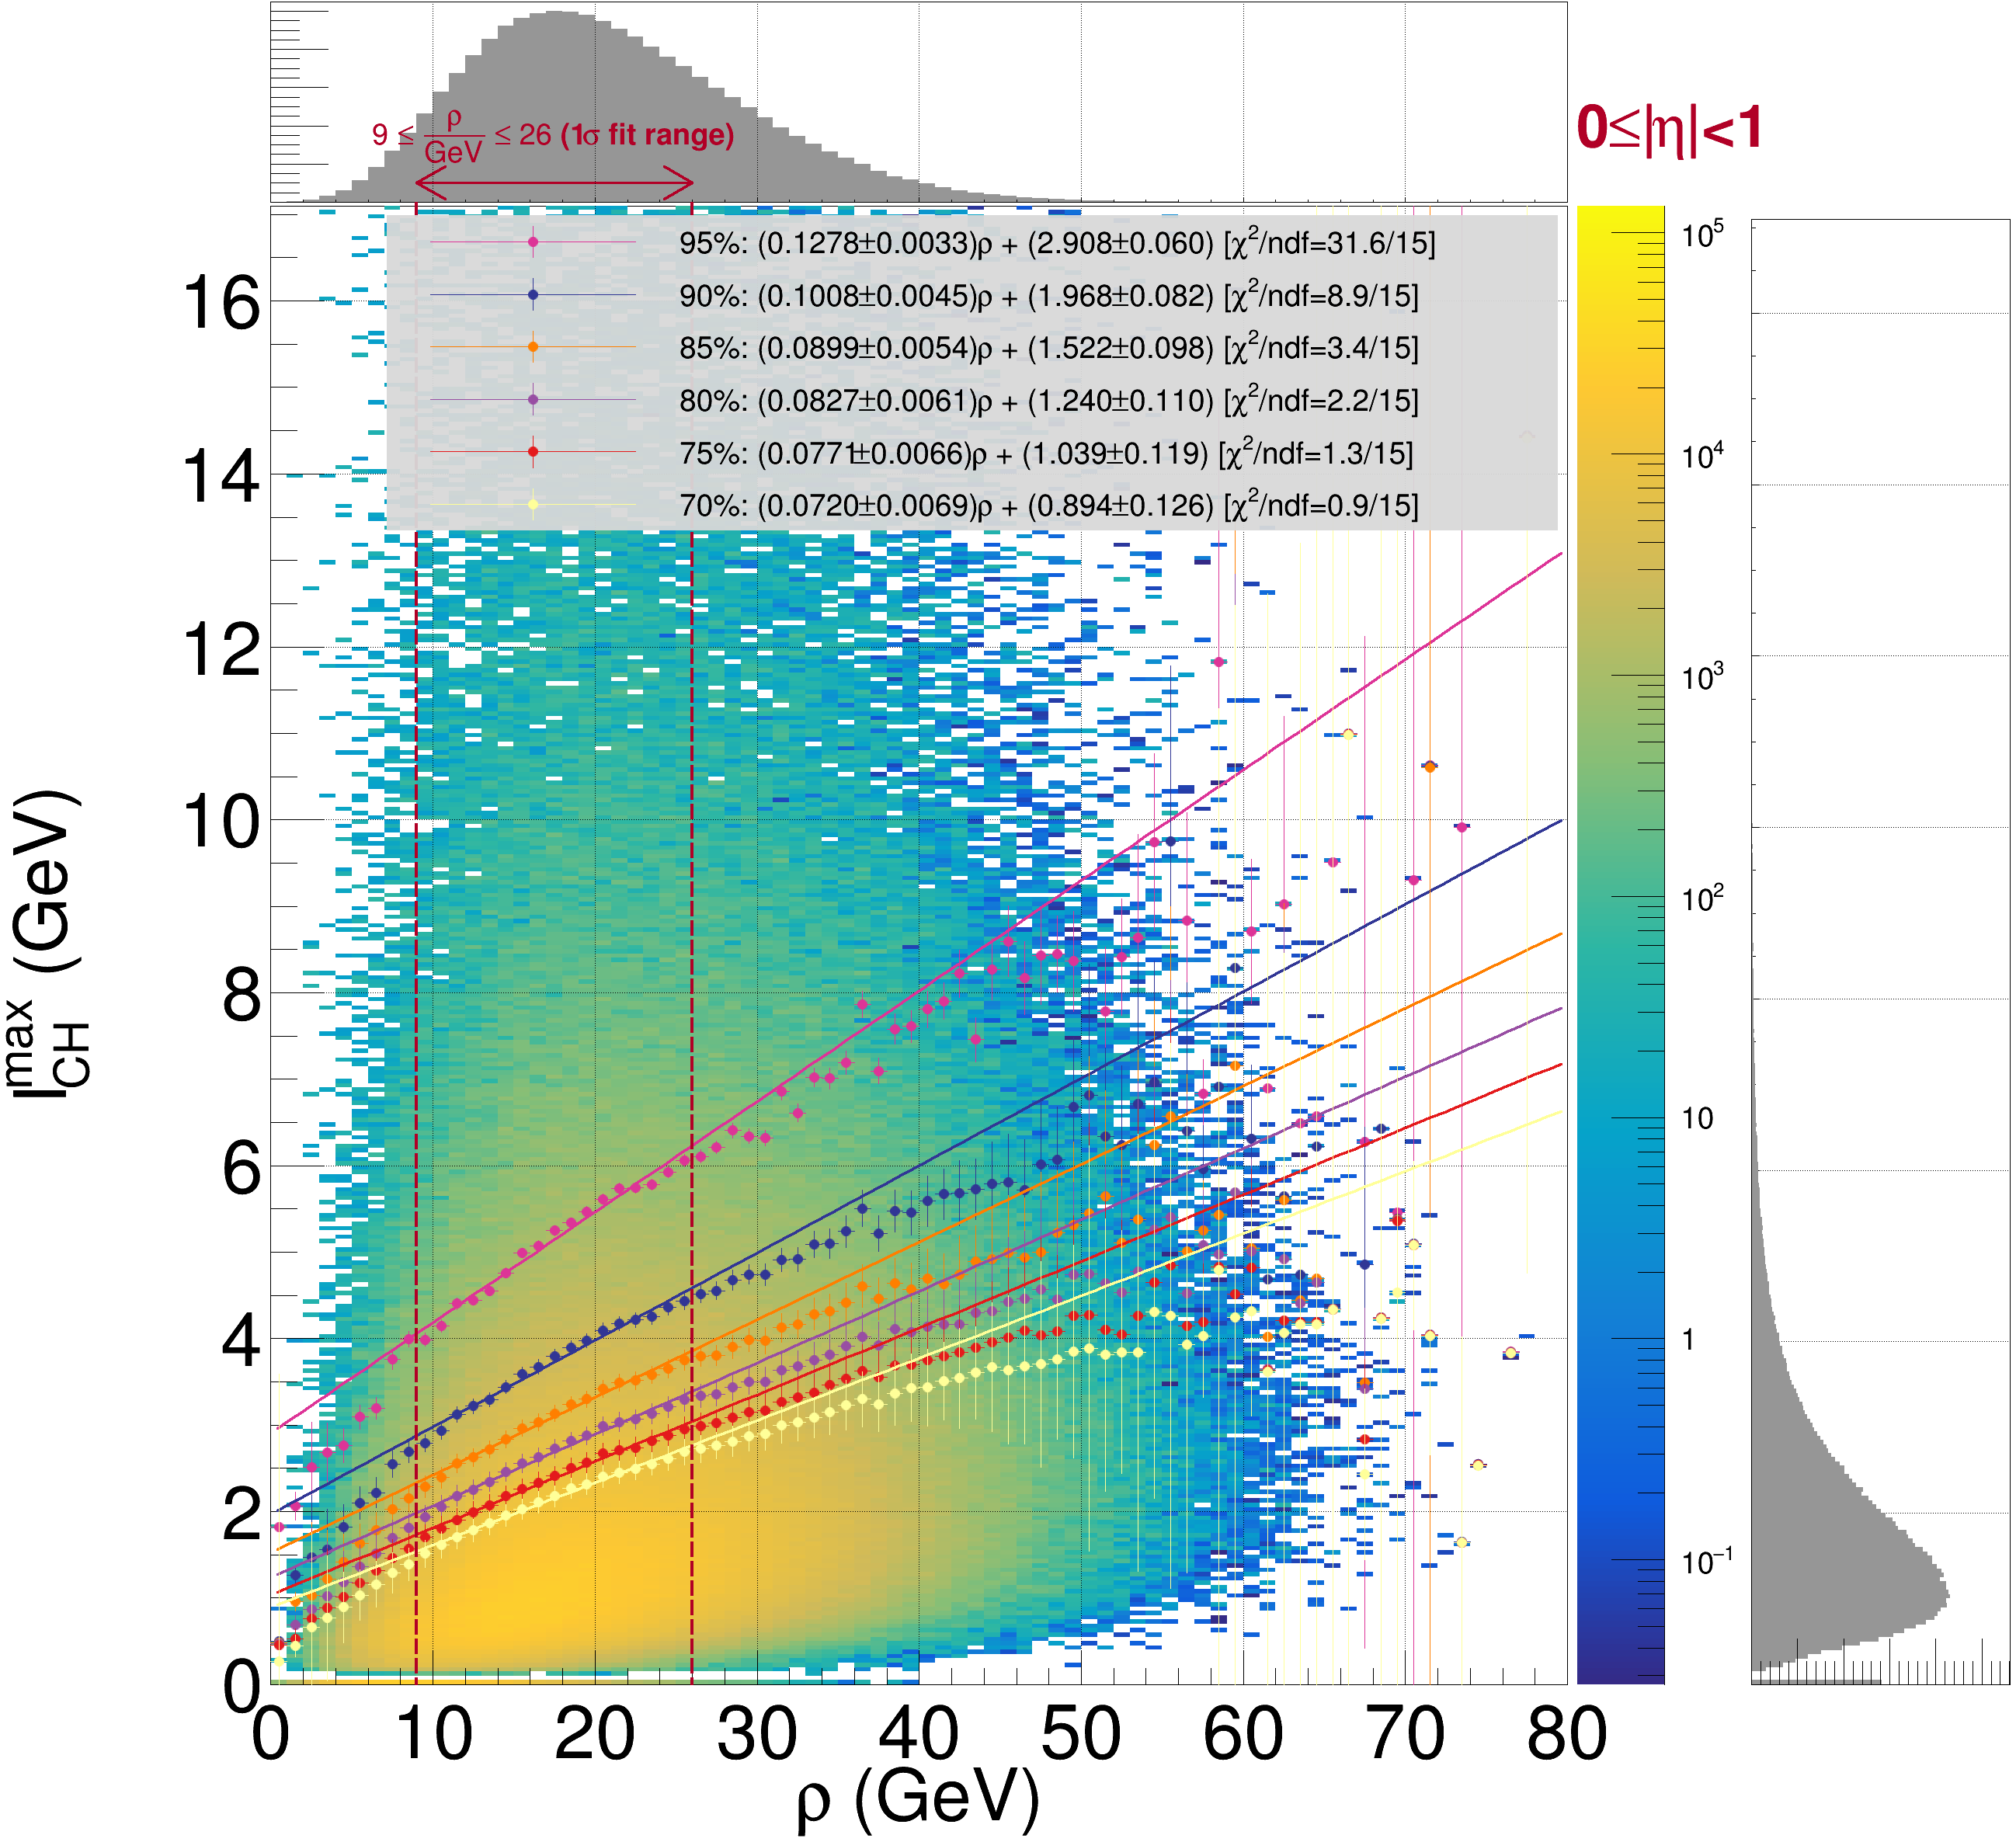 9 ≤ ρ/GeV ≤ 26 (1σ fit range)
0≤|η|<1
95%: (0.1278±0.0033)ρ + (2.908±0.060) [χ²/ndf=31.6/15]
90%: (0.1008±0.0045)ρ + (1.968±0.082) [χ²/ndf=8.9/15]
85%: (0.0899±0.0054)ρ + (1.522±0.098) [χ²/ndf=3.4/15]
80%: (0.0827±0.0061)ρ + (1.240±0.110) [χ²/ndf=2.2/15]
75%: (0.0771±0.0066)ρ + (1.039±0.119) [χ²/ndf=1.3/15]
70%: (0.0720±0.0069)ρ + (0.894±0.126) [χ²/ndf=0.9/15]
16
14
12
10
8
6
4
2
0
I_CH^max (GeV)
0 10 20 30 40 50 60 70 80
ρ (GeV)
10⁵
10⁴
10³
10²
10
1
10⁻¹